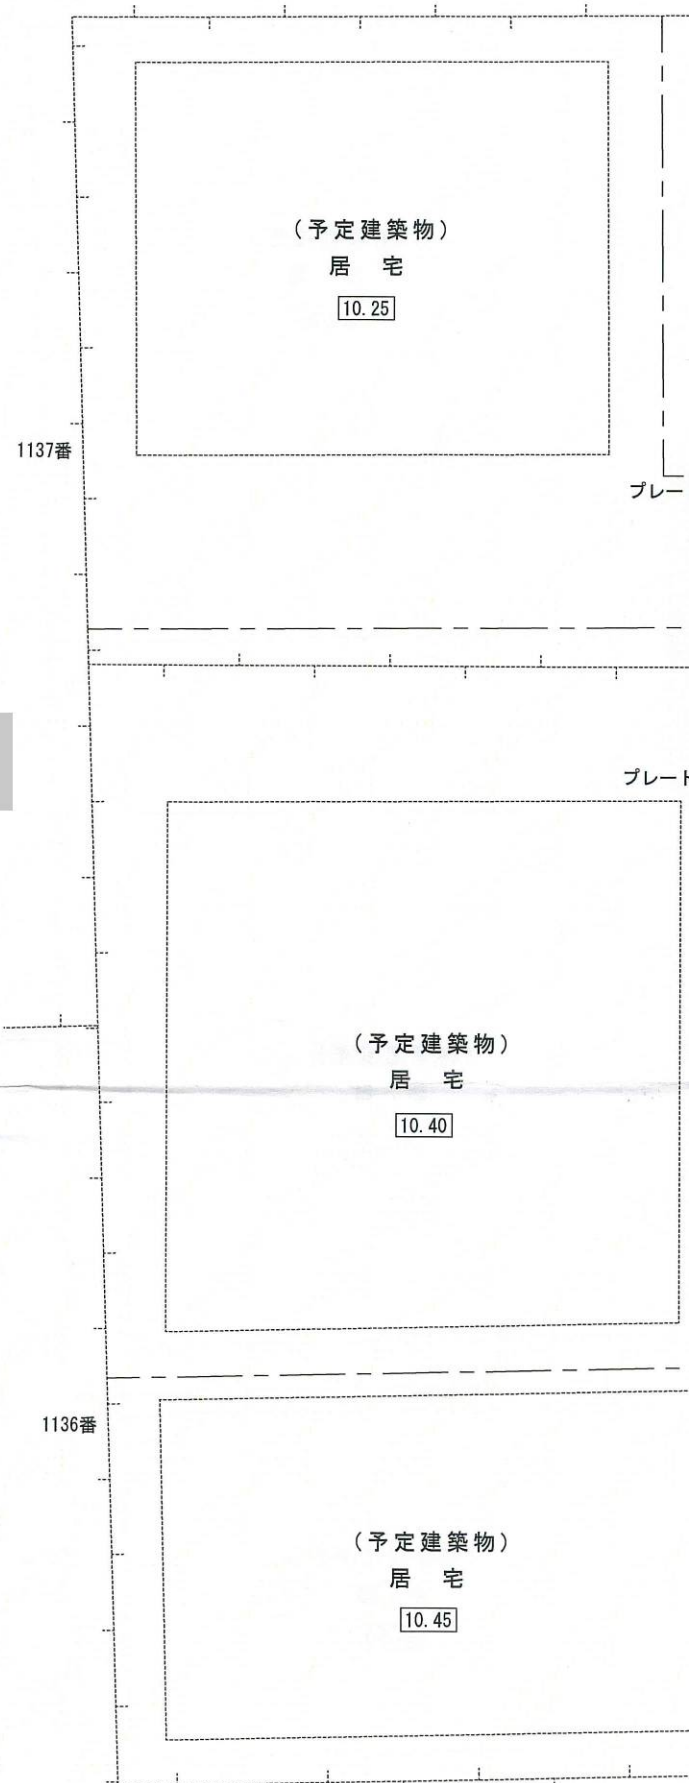 （予定建築物）
居 宅
10.25
1137番
プレー
プレート
（予定建築物）
居 宅
10.40
1136番
（予定建築物）
居 宅
10.45